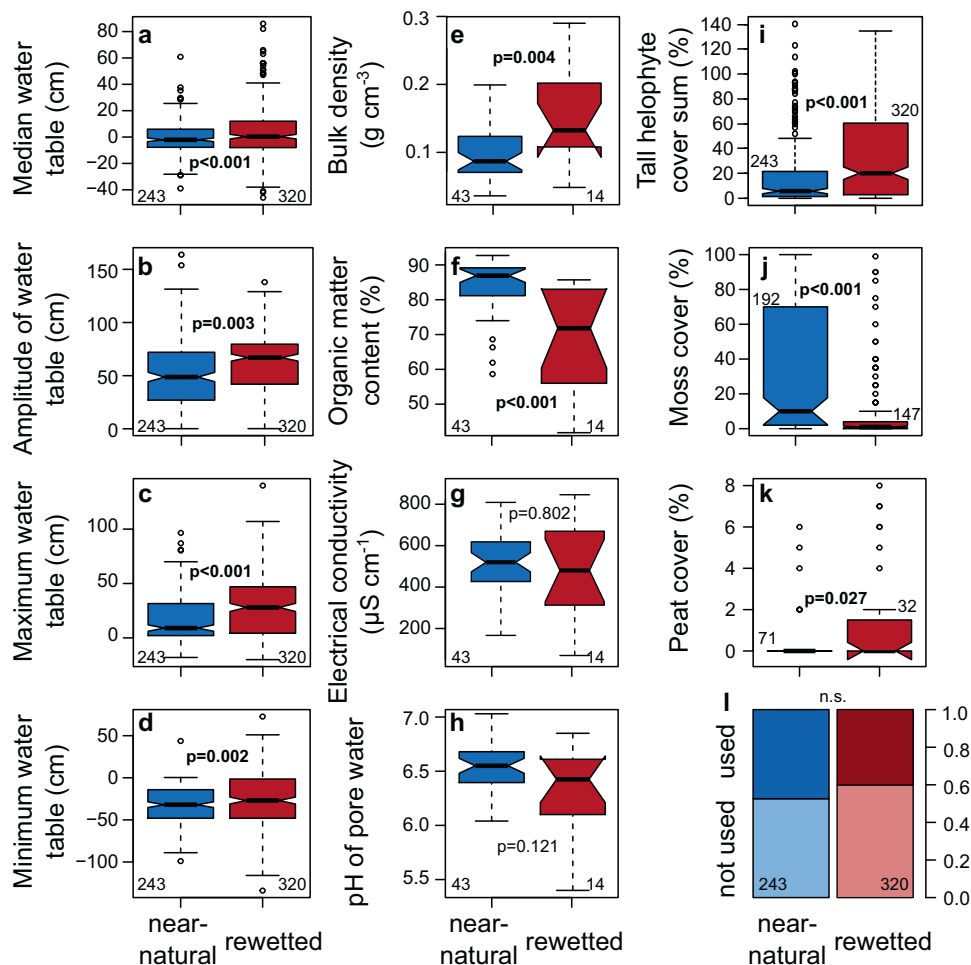 a
Median water
table (cm)
80
60
40
20
0
−20
−40
p<0.001
243
320
b
Amplitude of water
table (cm)
150
100
50
0
p=0.003
243
320
c
Maximum water
table (cm)
100
50
0
p<0.001
243
320
d
Minimum water
table (cm)
50
0
−50
−100
p=0.002
243
320
near-
natural
rewetted
e
Bulk density
(g cm-3)
0.3
0.2
0.1
p=0.004
43
14
f
Organic matter
content (%)
90
80
70
60
50
p<0.001
43
14
g
Electrical conductivity
(µS cm-1)
800
600
400
200
p=0.802
43
14
h
pH of pore water
7.0
6.5
6.0
5.5
p=0.121
43
14
near-
natural
rewetted
i
Tall helophyte
cover sum (%)
140
120
100
80
60
40
20
0
p<0.001
243
320
j
Moss cover (%)
100
80
60
40
20
0
p<0.001
192
147
k
Peat cover (%)
8
6
4
2
0
p=0.027
71
32
l
n.s.
used
not used
1.0
0.8
0.6
0.4
0.2
0.0
243
320
near-
natural
rewetted